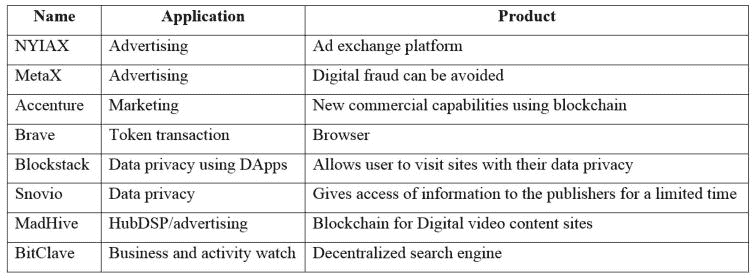 Name Application Product
NYIAX Advertising Ad exchange platform
MetaX Advertising Digital fraud can be avoided
Accenture Marketing New commercial capabilities using blockchain
Brave Token transaction Browser
Blockstack Data privacy using DApps Allows user to visit sites with their data privacy
Snovio Data privacy Gives access of information to the publishers for a limited time
MadHive HubDSP/advertising Blockchain for Digital video content sites
BitClave Business and activity watch Decentralized search engine